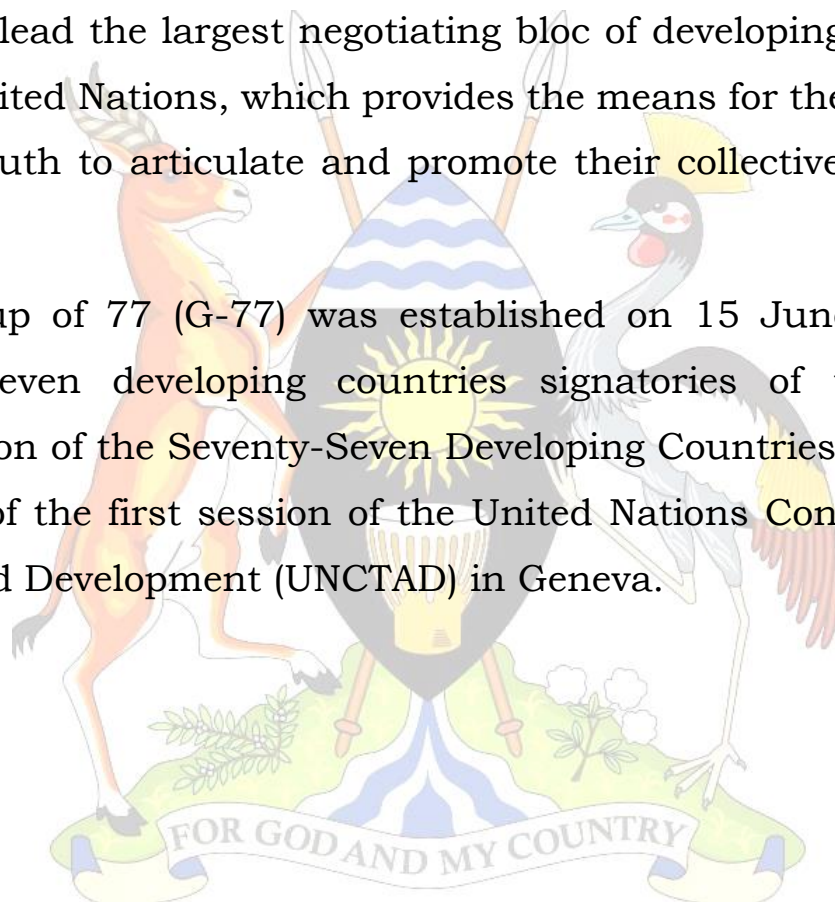 lead the largest negotiating bloc of developing
ited Nations, which provides the means for the
uth to articulate and promote their collective
up of 77 (G-77) was established on 15 Jun
even developing countries signatories of
on of the Seventy-Seven Developing Countries
of the first session of the United Nations Con
d Development (UNCTAD) in Geneva.
FOR GOD AND MY COUNTRY